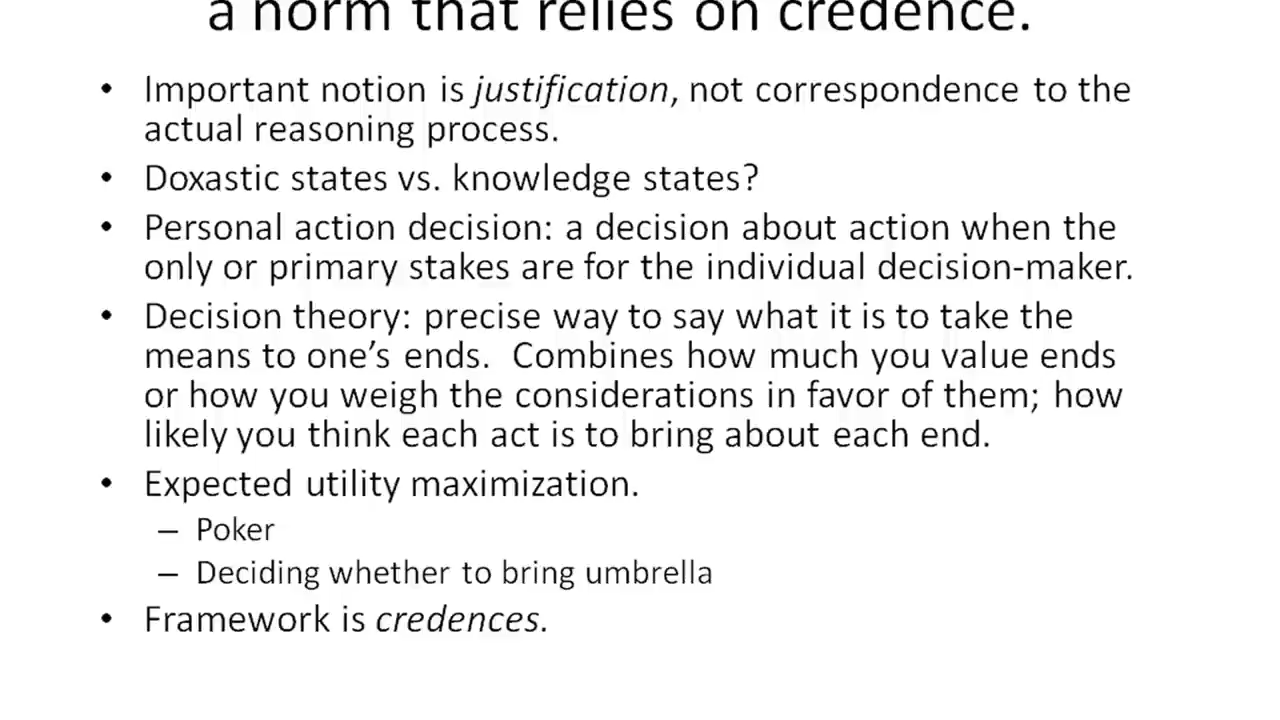 a norm that relies on credence.
• Important notion is justification, not correspondence to the
actual reasoning process.
• Doxastic states vs. knowledge states?
• Personal action decision: a decision about action when the
only or primary stakes are for the individual decision-maker.
• Decision theory: precise way to say what it is to take the
means to one’s ends.  Combines how much you value ends
or how you weigh the considerations in favor of them; how
likely you think each act is to bring about each end.
• Expected utility maximization.
– Poker
– Deciding whether to bring umbrella
• Framework is credences.